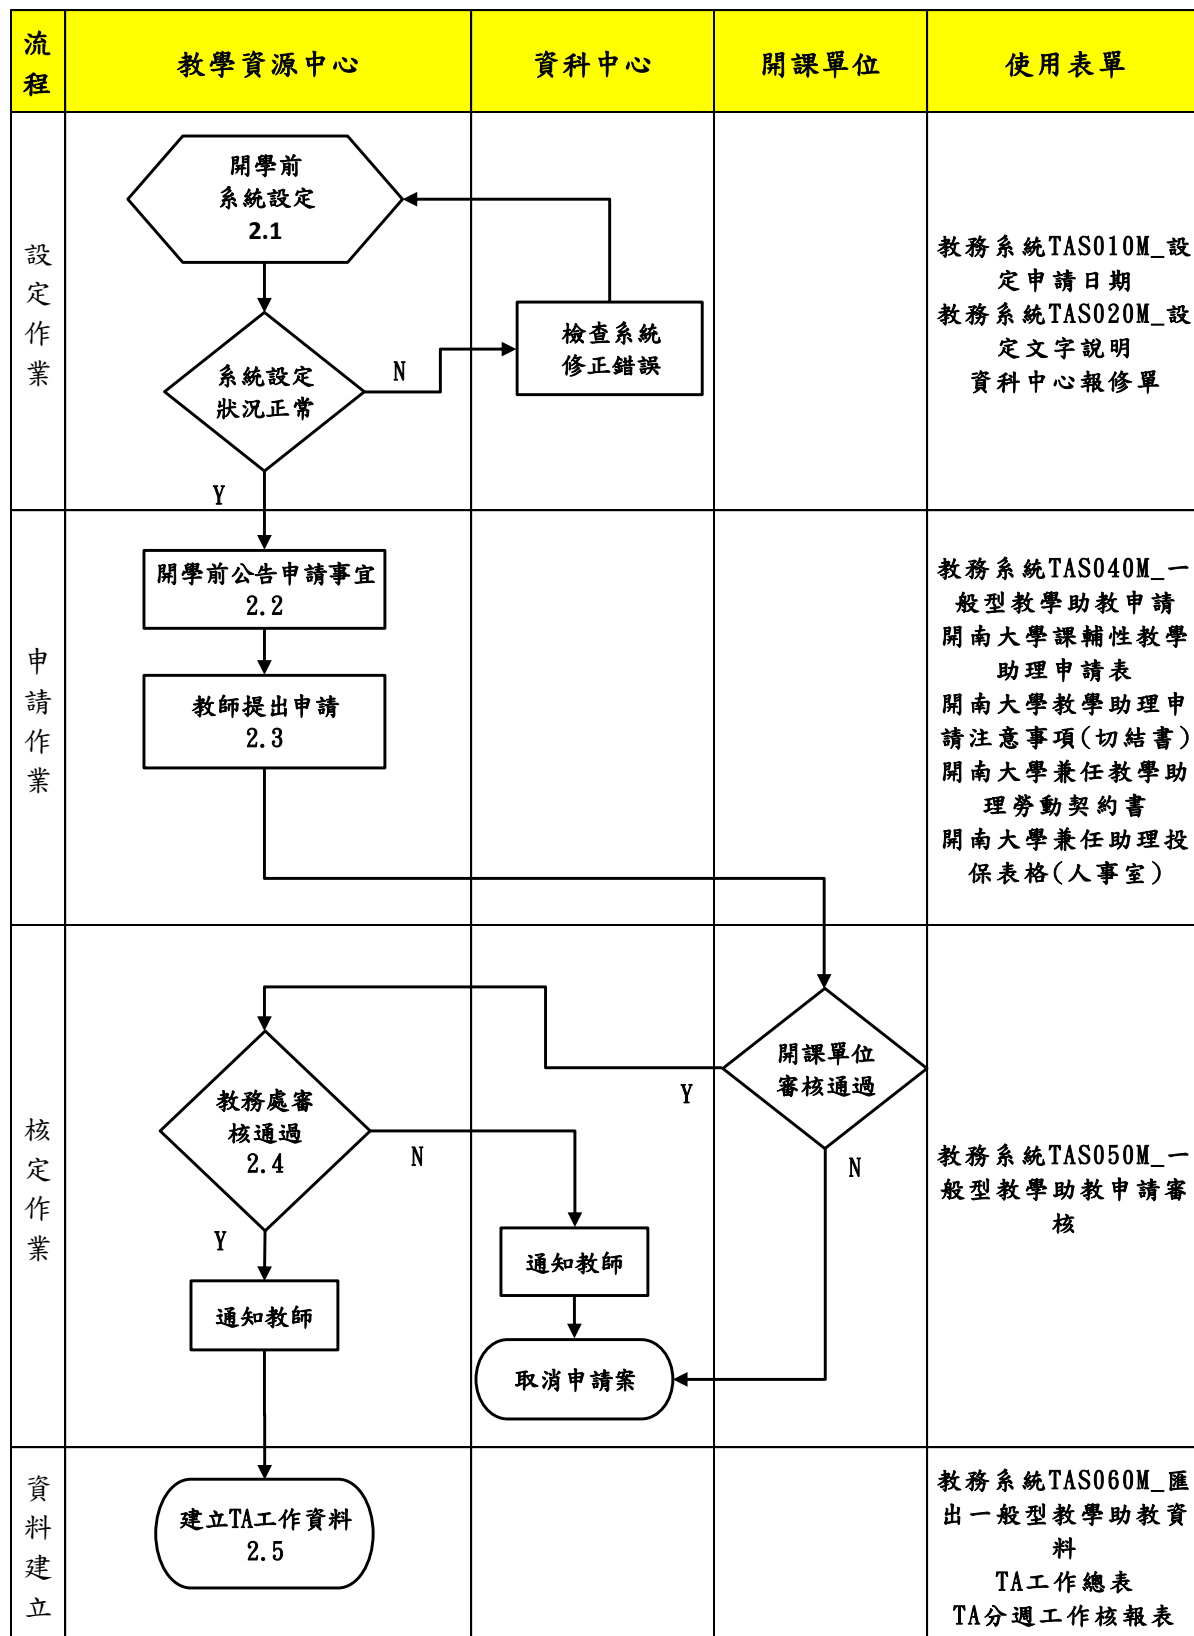 流
程
教學資源中心
資科中心
開課單位
使用表單
設
定
作
業
開學前
系統設定
2.1
系統設定
狀況正常
N
Y
檢查系統
修正錯誤
教務系統TAS010M_設
定申請日期
教務系統TAS020M_設
定文字說明
資科中心報修單
申
請
作
業
開學前公告申請事宜
2.2
教師提出申請
2.3
教務系統TAS040M_一
般型教學助教申請
開南大學課輔性教學
助理申請表
開南大學教學助理申
請注意事項(切結書)
開南大學兼任教學助
理勞動契約書
開南大學兼任助理投
保表格(人事室)
核
定
作
業
開課單位
審核通過
Y
N
教務處審
核通過
2.4
N
Y
通知教師
通知教師
取消申請案
教務系統TAS050M_一
般型教學助教申請審
核
資
料
建
立
建立TA工作資料
2.5
教務系統TAS060M_匯
出一般型教學助教資
料
TA工作總表
TA分週工作核報表